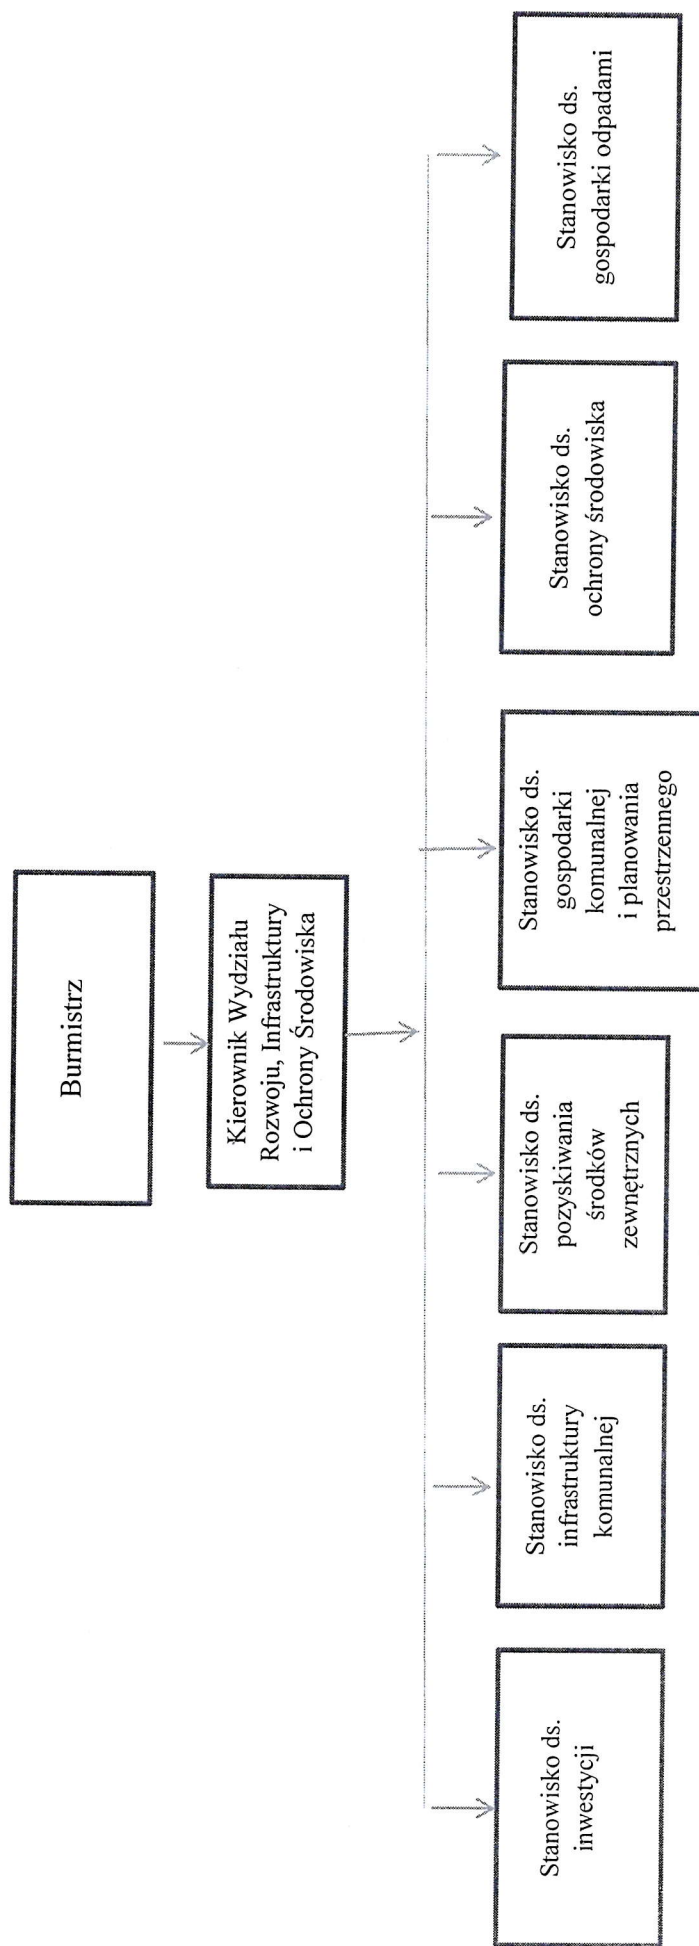 Burmistrz
Kierownik Wydziału
Rozwoju, Infrastruktury
i Ochrony Środowiska
Stanowisko ds.
inwestycji
Stanowisko ds.
infrastruktury
komunalnej
Stanowisko ds.
pozyskiwania
środków
zewnętrznych
Stanowisko ds.
gospodarki
komunalnej
i planowania
przestrzennego
Stanowisko ds.
ochrony środowiska
Stanowisko ds.
gospodarki odpadami